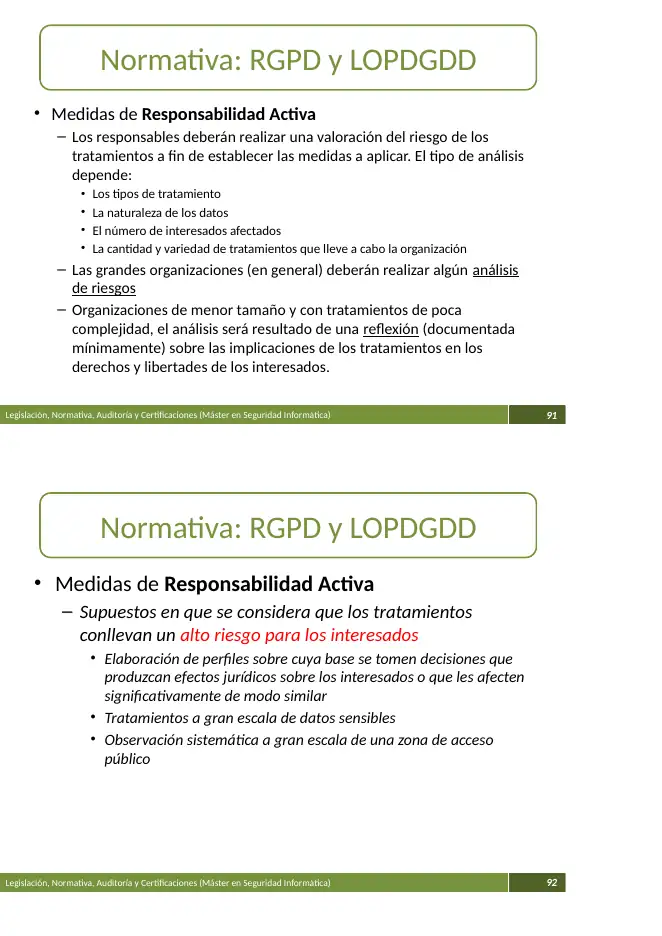 Normativa: RGPD y LOPDGDD
• Medidas de Responsabilidad Activa
– Los responsables deberán realizar una valoración del riesgo de los
tratamientos a fin de establecer las medidas a aplicar. El tipo de análisis
depende:
• Los tipos de tratamiento
• La naturaleza de los datos
• El número de interesados afectados
• La cantidad y variedad de tratamientos que lleve a cabo la organización
– Las grandes organizaciones (en general) deberán realizar algún análisis
de riesgos
– Organizaciones de menor tamaño y con tratamientos de poca
complejidad, el análisis será resultado de una reflexión (documentada
mínimamente) sobre las implicaciones de los tratamientos en los
derechos y libertades de los interesados.
Legislación, Normativa, Auditoría y Certificaciones (Máster en Seguridad Informática) 91
Normativa: RGPD y LOPDGDD
• Medidas de Responsabilidad Activa
– Supuestos en que se considera que los tratamientos
conllevan un alto riesgo para los interesados
• Elaboración de perfiles sobre cuya base se tomen decisiones que
produzcan efectos jurídicos sobre los interesados o que les afecten
significativamente de modo similar
• Tratamientos a gran escala de datos sensibles
• Observación sistemática a gran escala de una zona de acceso
público
Legislación, Normativa, Auditoría y Certificaciones (Máster en Seguridad Informática) 92